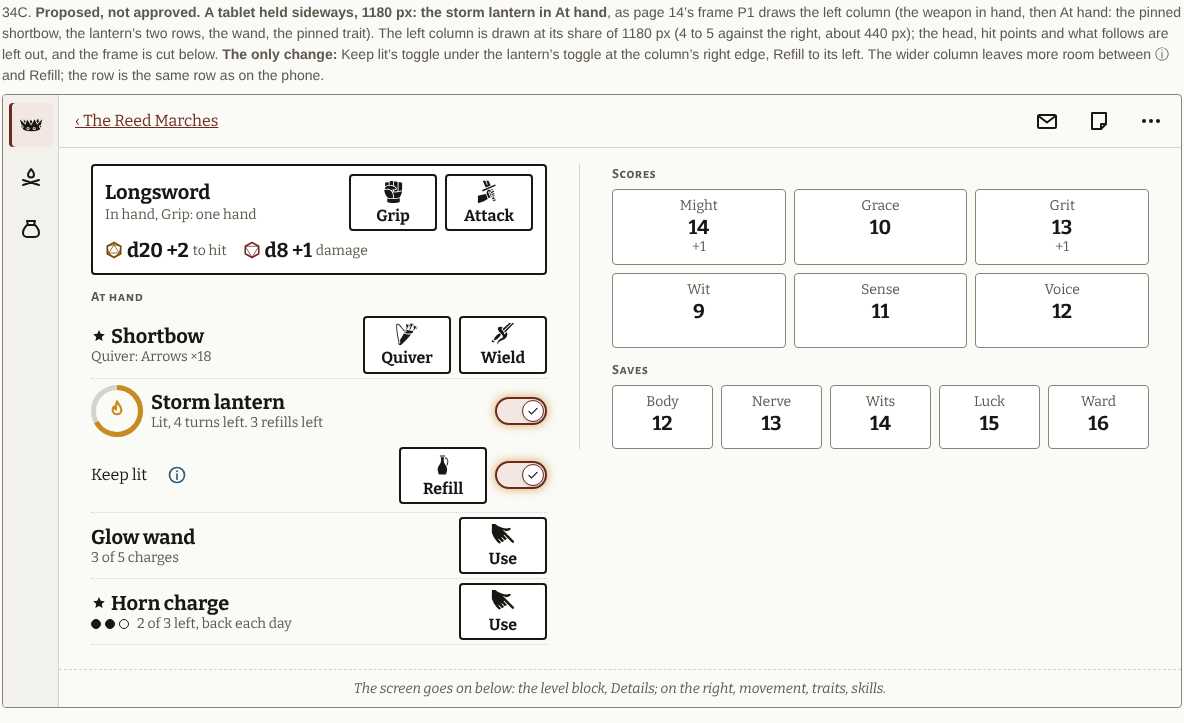 34C. Proposed, not approved. A tablet held sideways, 1180 px: the storm lantern in At hand, as page 14’s frame P1 draws the left column (the weapon in hand, then At hand: the pinned
shortbow, the lantern’s two rows, the wand, the pinned trait). The left column is drawn at its share of 1180 px (4 to 5 against the right, about 440 px); the head, hit points and what follows are
left out, and the frame is cut below. The only change: Keep lit’s toggle under the lantern’s toggle at the column’s right edge, Refill to its left. The wider column leaves more room between ⓘ
and Refill; the row is the same row as on the phone.
‹ The Reed Marches
Longsword
In hand, Grip: one hand
Grip
Attack
d20 +2 to hit d8 +1 damage
At hand
★ Shortbow
Quiver: Arrows ×18
Quiver
Wield
Storm lantern
Lit, 4 turns left. 3 refills left
Keep lit ⓘ
Refill
Glow wand
3 of 5 charges
Use
★ Horn charge
2 of 3 left, back each day
Use
Scores
Might
14
+1
Grace
10
Grit
13
+1
Wit
9
Sense
11
Voice
12
Saves
Body
12
Nerve
13
Wits
14
Luck
15
Ward
16
The screen goes on below: the level block, Details; on the right, movement, traits, skills.